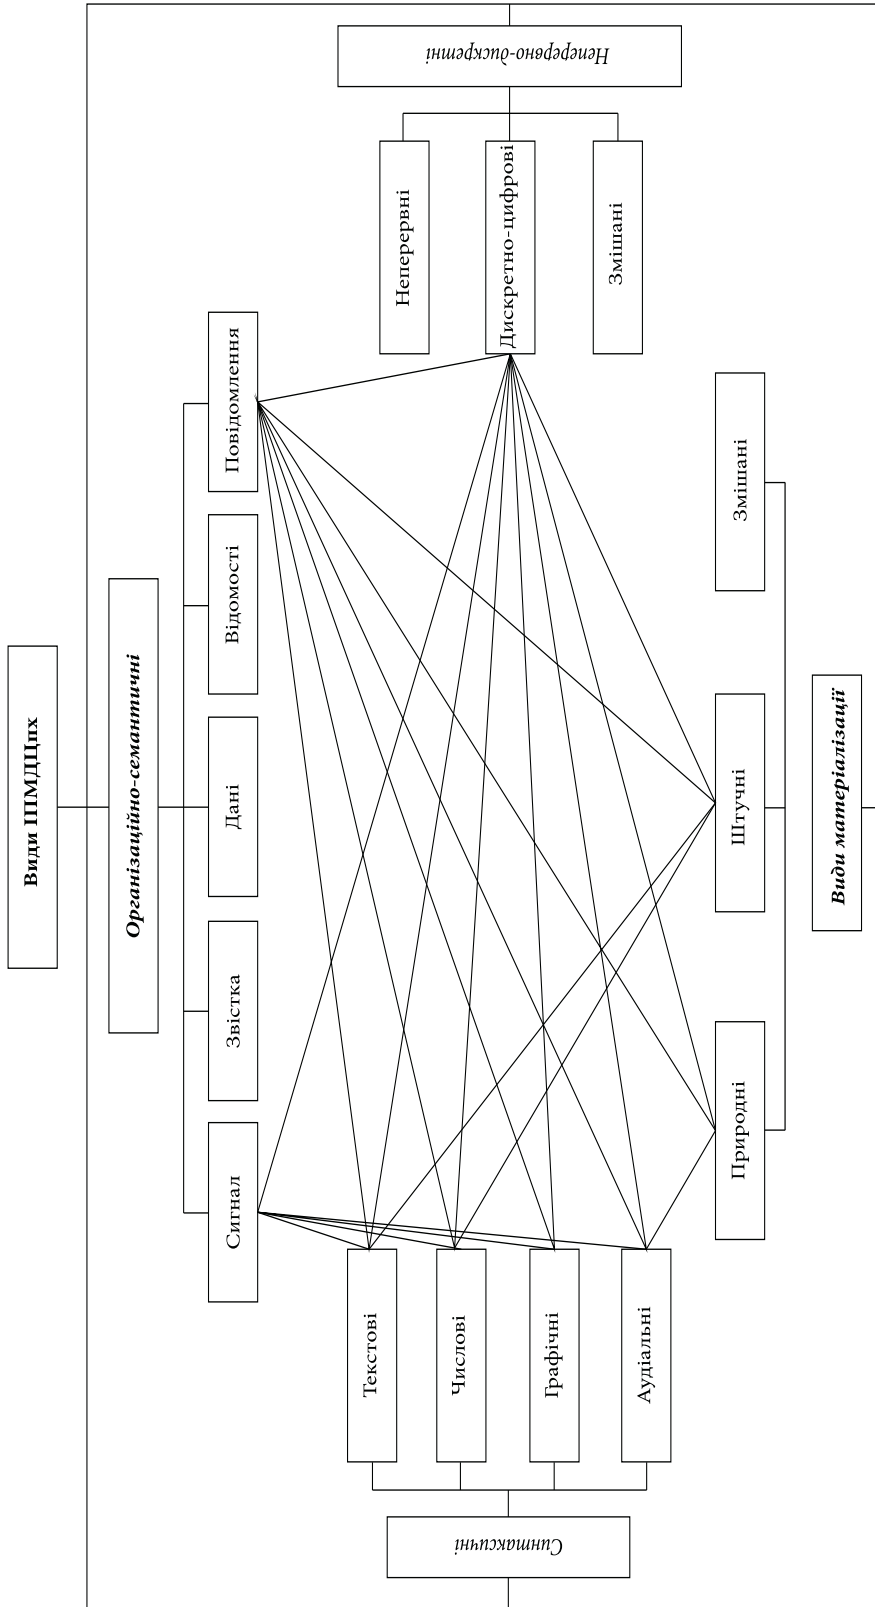 Види ІПМДЦпх
Організаційно-семантичні
Сигнал
Звістка
Дані
Відомості
Повідомлення
Синтаксичні
Текстові
Числові
Графічні
Аудіальні
Неперервно-дискретні
Неперервні
Дискретно-цифрові
Змішані
Природні
Штучні
Змішані
Види матеріалізації